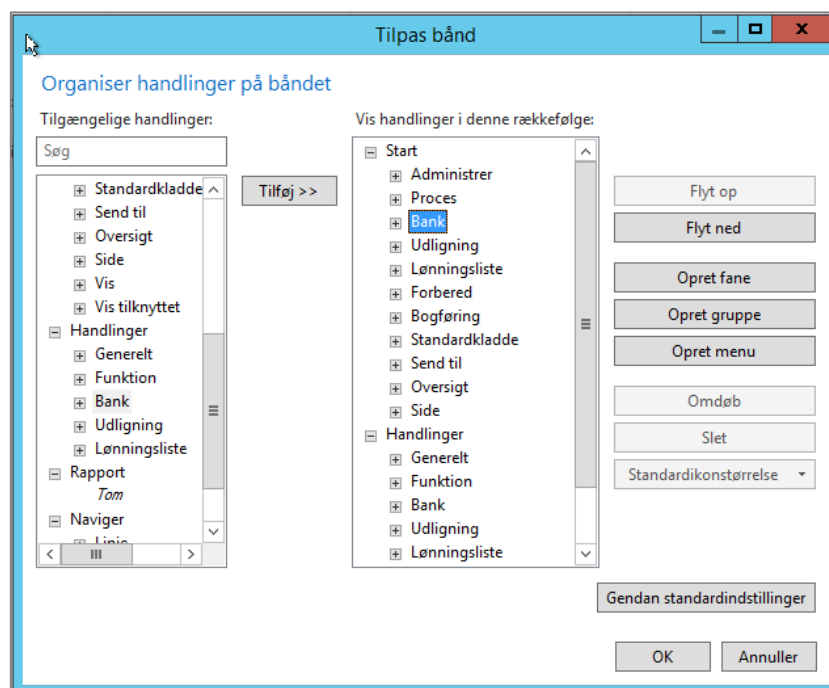 Tilpas bånd
Organiser handlinger på båndet
Tilgængelige handlinger:
Søg
Standardkladde
Send til
Oversigt
Side
Vis
Vis tilknyttet
Handlinger
Generelt
Funktion
Bank
Udligning
Lønningsliste
Rapport
Tom
Naviger
Linje
Tilføj >>
Vis handlinger i denne rækkefølge:
Start
Administrer
Proces
Bank
Udligning
Lønningsliste
Forbered
Bogføring
Standardkladde
Send til
Oversigt
Side
Handlinger
Generelt
Funktion
Bank
Udligning
Lønningsliste
Flyt op
Flyt ned
Opret fane
Opret gruppe
Opret menu
Omdøb
Slet
Standardikonstørrelse
Gendan standardindstillinger
OK
Annuller